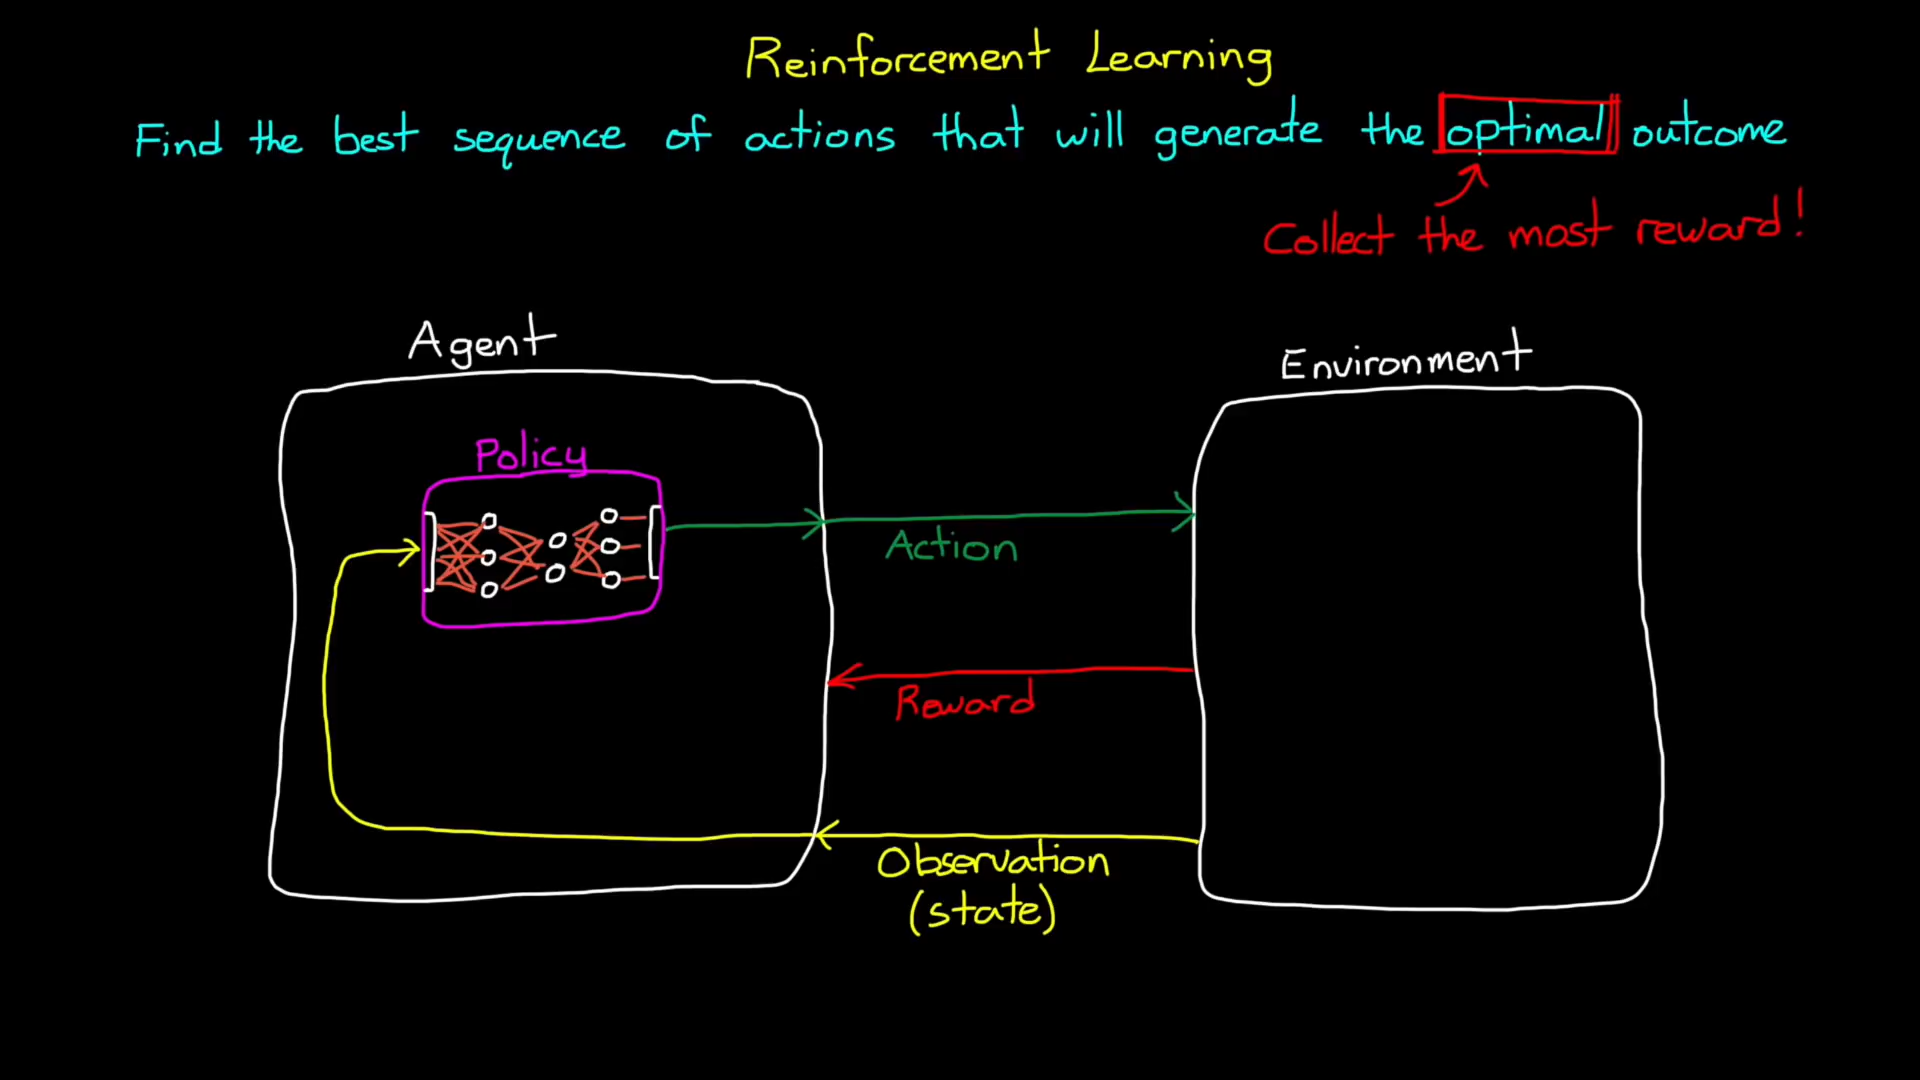 Reinforcement Learning
Find the best sequence of actions that will generate the optimal outcome
Collect the most reward!
Agent
Environment
Policy
Action
Reward
Observation
(state)